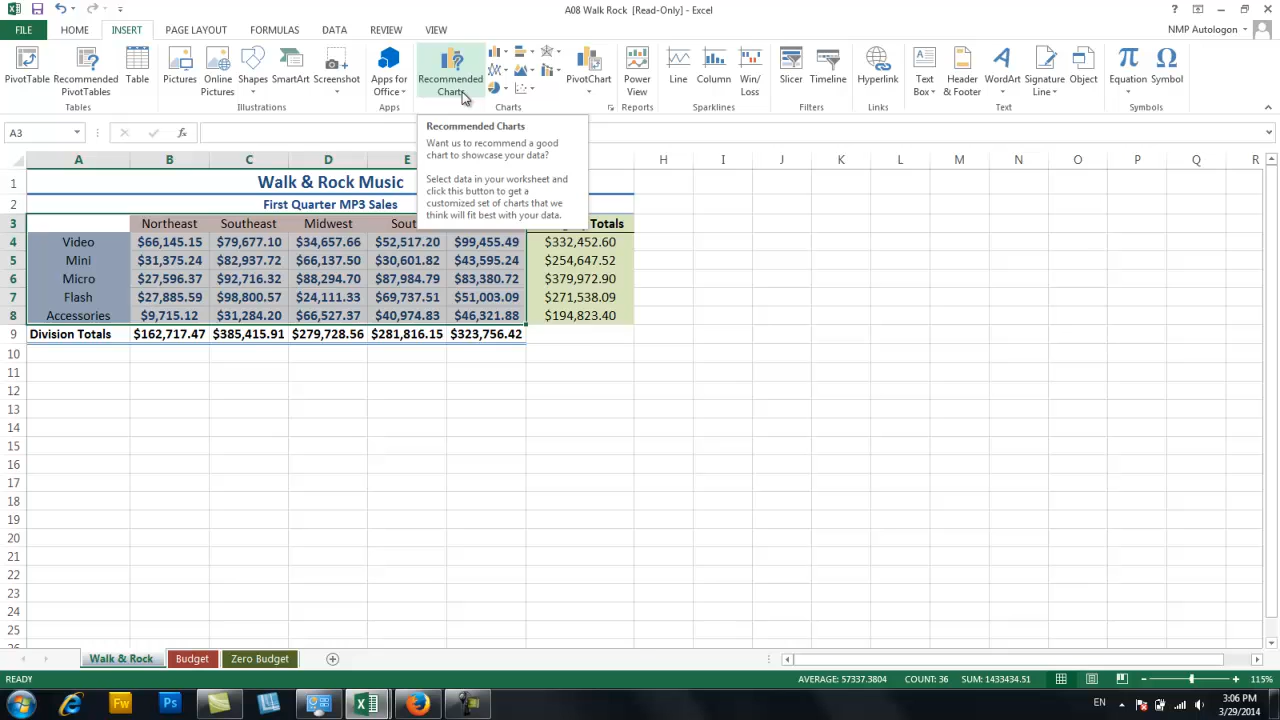 A08 Walk Rock [Read-Only] - Excel
FILE HOME INSERT PAGE LAYOUT FORMULAS DATA REVIEW VIEW NMP Autologon
PivotTable Recommended PivotTables Table Pictures Online Pictures Shapes SmartArt Screenshot Apps for Office Recommended Charts PivotChart Power View Line Column Win/Loss Slicer Timeline Hyperlink Text Box Header & Footer WordArt Signature Line Object Equation Symbol
Tables Illustrations Apps Charts Reports Sparklines Filters Links Text Symbols
A3 fx
Recommended Charts
Want us to recommend a good
chart to showcase your data?
Select data in your worksheet and
click this button to get a
customized set of charts that we
think will fit best with your data.
A B C D E H I J K L M N O P Q R
1 Walk & Rock Music
2 First Quarter MP3 Sales
3 Northeast Southeast Midwest Sout Totals
4 Video $66,145.15 $79,677.10 $34,657.66 $52,517.20 $99,455.49 $332,452.60
5 Mini $31,375.24 $82,937.72 $66,137.50 $30,601.82 $43,595.24 $254,647.52
6 Micro $27,596.37 $92,716.32 $88,294.70 $87,984.79 $83,380.72 $379,972.90
7 Flash $27,885.59 $98,800.57 $24,111.33 $69,737.51 $51,003.09 $271,538.09
8 Accessories $9,715.12 $31,284.20 $66,527.37 $40,974.83 $46,321.88 $194,823.40
9 Division Totals $162,717.47 $385,415.91 $279,728.56 $281,816.15 $323,756.42
10
11
12
13
14
15
16
17
18
19
20
21
22
23
24
25
Walk & Rock Budget Zero Budget
READY AVERAGE: 57337.3804 COUNT: 36 SUM: 1433434.51 115%
Fw Ps EN 3:06 PM
3/29/2014